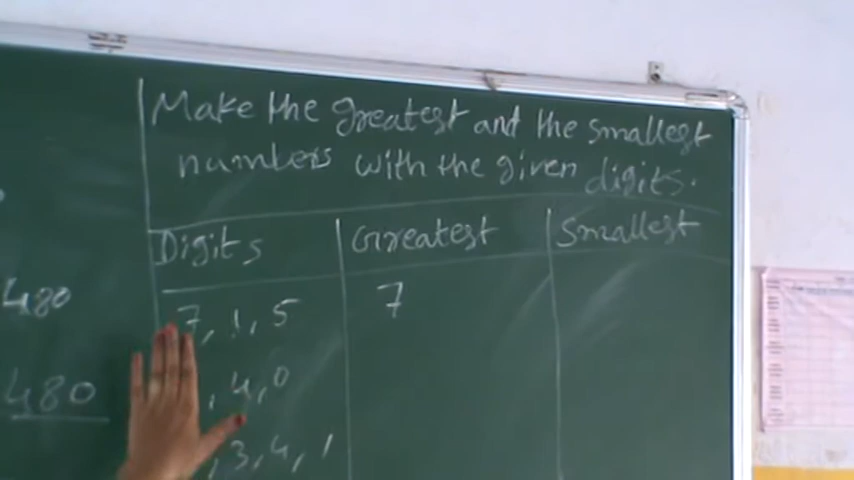 Make the greatest and the smallest
numbers with the given digits.
Digits Greatest Smallest
7, 1, 5 7
, 4, 0
, 3, 4, 1
480
480